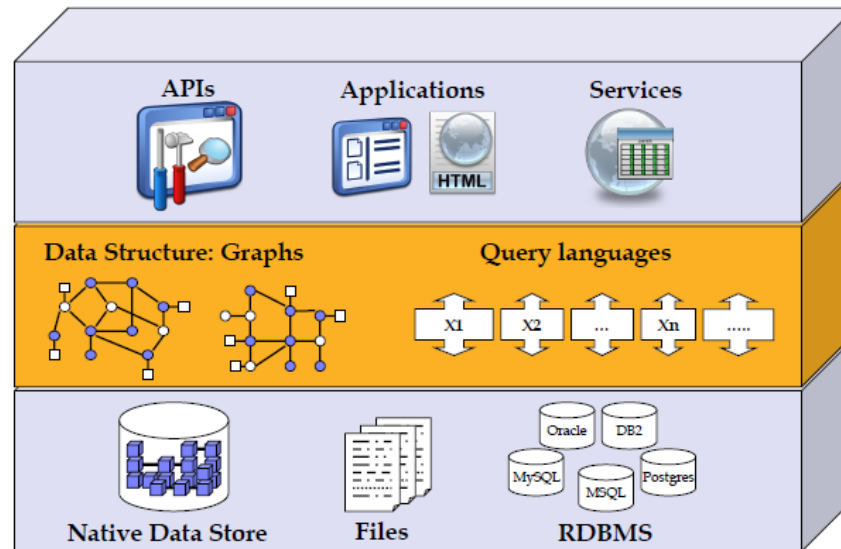 APIs
Applications
Services
HTML
Data Structure: Graphs
Query languages
X1
X2
...
Xn
.....
Oracle
DB2
MySQL
MSQL
Postgres
Native Data Store
Files
RDBMS